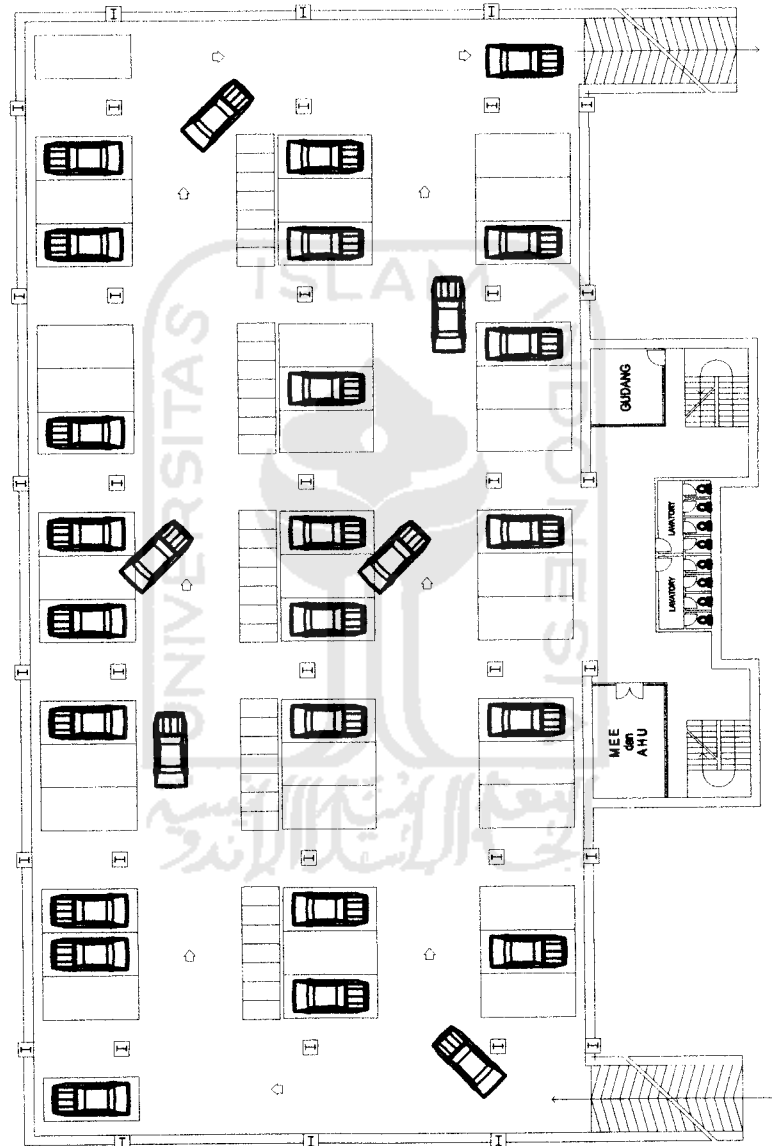 UNIVERSITAS ISLAM INDONESIA
GUDANG
LAVATORY
LAVATORY
MEE
dan
AHU